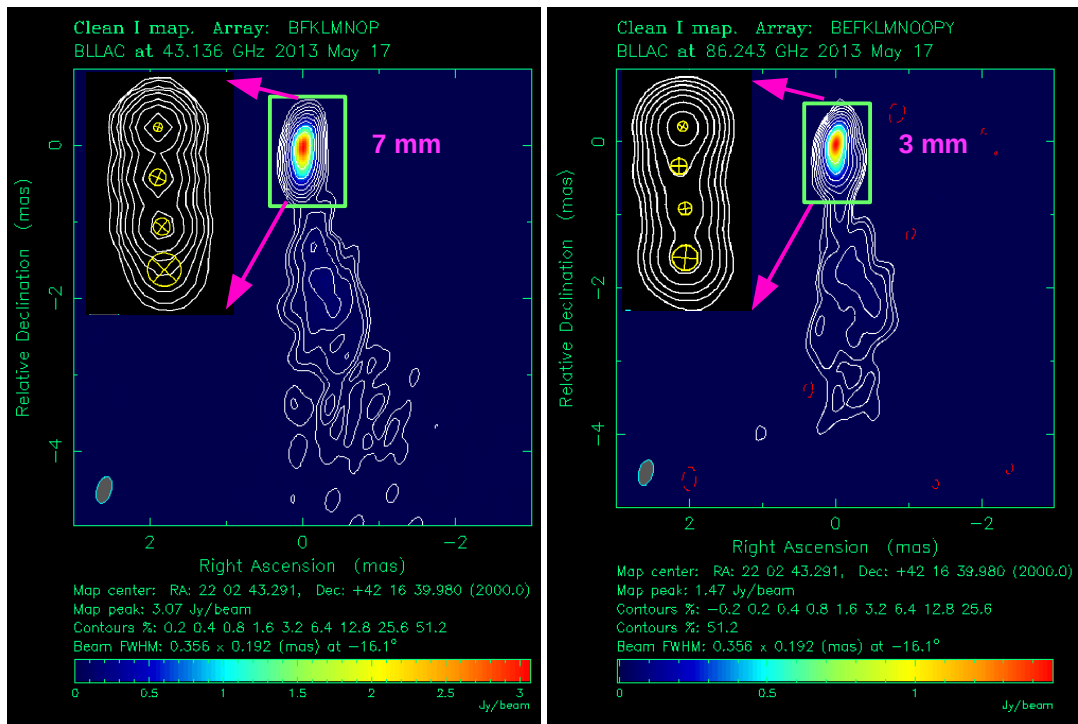 Clean I map. Array: BFKLMNOP
BLLAC at 43.136 GHz 2013 May 17
7 mm
Relative Declination (mas)
0
−2
−4
2
0
−2
Right Ascension (mas)
Map center: RA: 22 02 43.291, Dec: +42 16 39.980 (2000.0)
Map peak: 3.07 Jy/beam
Contours %: 0.2 0.4 0.8 1.6 3.2 6.4 12.8 25.6 51.2
Beam FWHM: 0.356 x 0.192 (mas) at −16.1°
0 0.5 1 1.5 2 2.5 3
Jy/beam
Clean I map. Array: BEFKLMNOOPY
BLLAC at 86.243 GHz 2013 May 17
3 mm
Relative Declination (mas)
0
−2
−4
2
0
−2
Right Ascension (mas)
Map center: RA: 22 02 43.291, Dec: +42 16 39.980 (2000.0)
Map peak: 1.47 Jy/beam
Contours %: −0.2 0.2 0.4 0.8 1.6 3.2 6.4 12.8 25.6
Contours %: 51.2
Beam FWHM: 0.356 x 0.192 (mas) at −16.1°
0 0.5 1
Jy/beam